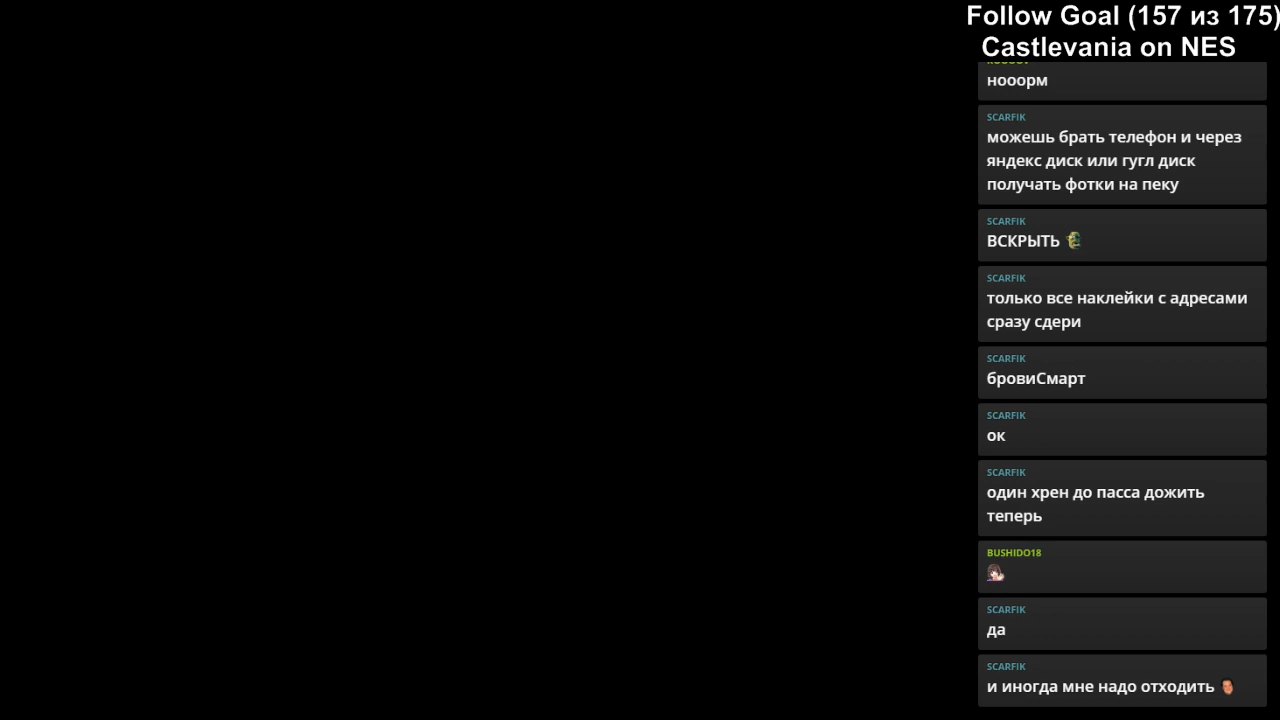 Follow Goal (157 из 175)
Castlevania on NES
нооорм
SCARFIK
можешь брать телефон и через
яндекс диск или гугл диск
получать фотки на пеку
SCARFIK
ВСКРЫТЬ
SCARFIK
только все наклейки с адресами
сразу сдери
SCARFIK
бровиСмарт
SCARFIK
ок
SCARFIK
один хрен до пасса дожить
теперь
BUSHIDO18
SCARFIK
да
SCARFIK
и иногда мне надо отходить